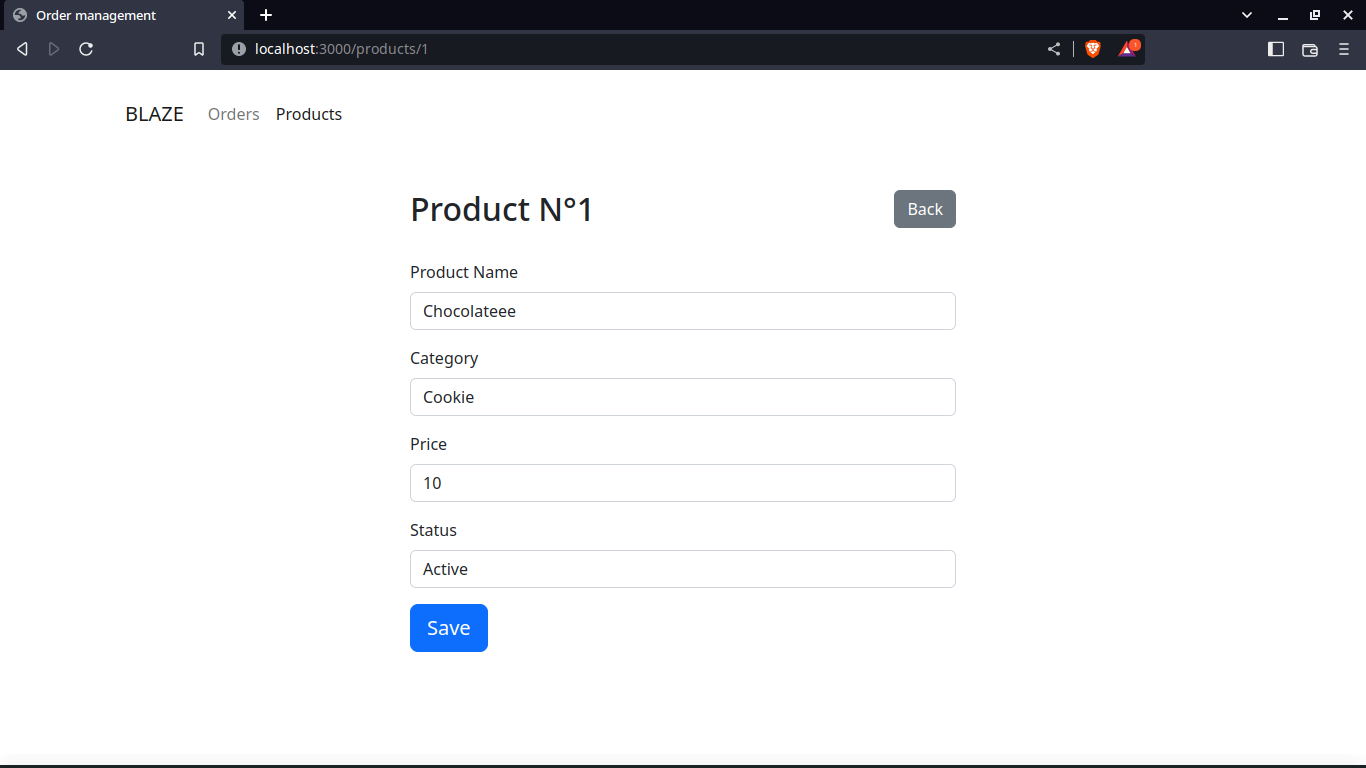 Order management
localhost:3000/products/1
BLAZE Orders Products
Product N°1
Back
Product Name
Chocolateee
Category
Cookie
Price
10
Status
Active
Save